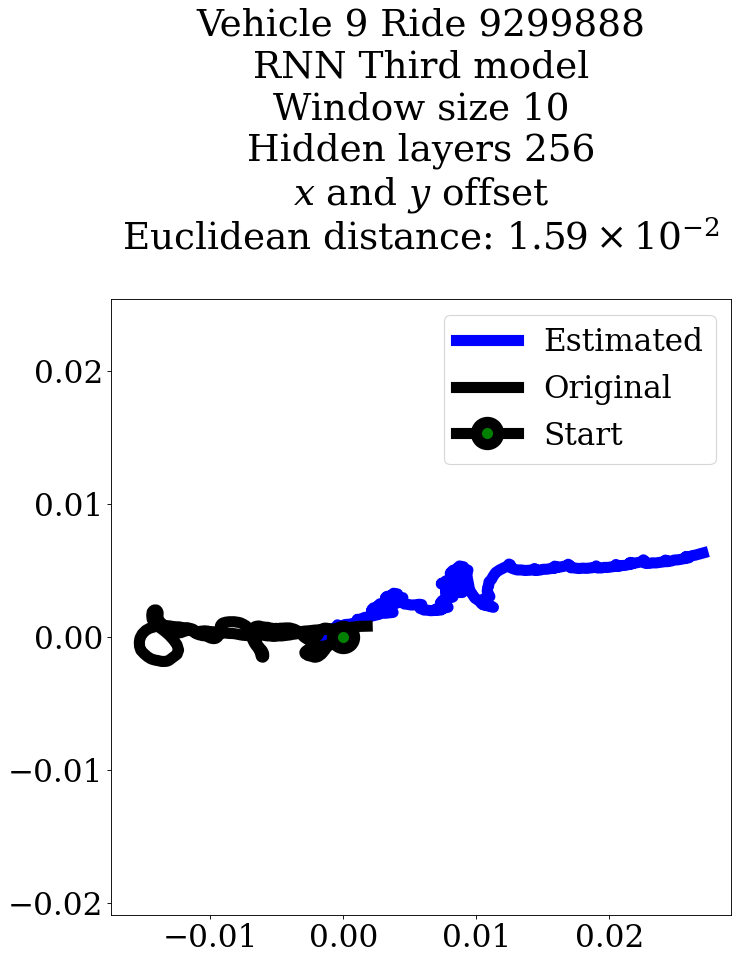 Vehicle 9 Ride 9299888
RNN Third model
Window size 10
Hidden layers 256
x and y offset
Euclidean distance: 1.59 × 10⁻²
Estimated
Original
Start
0.02
0.01
0.00
−0.01
−0.02
−0.01 0.00 0.01 0.02